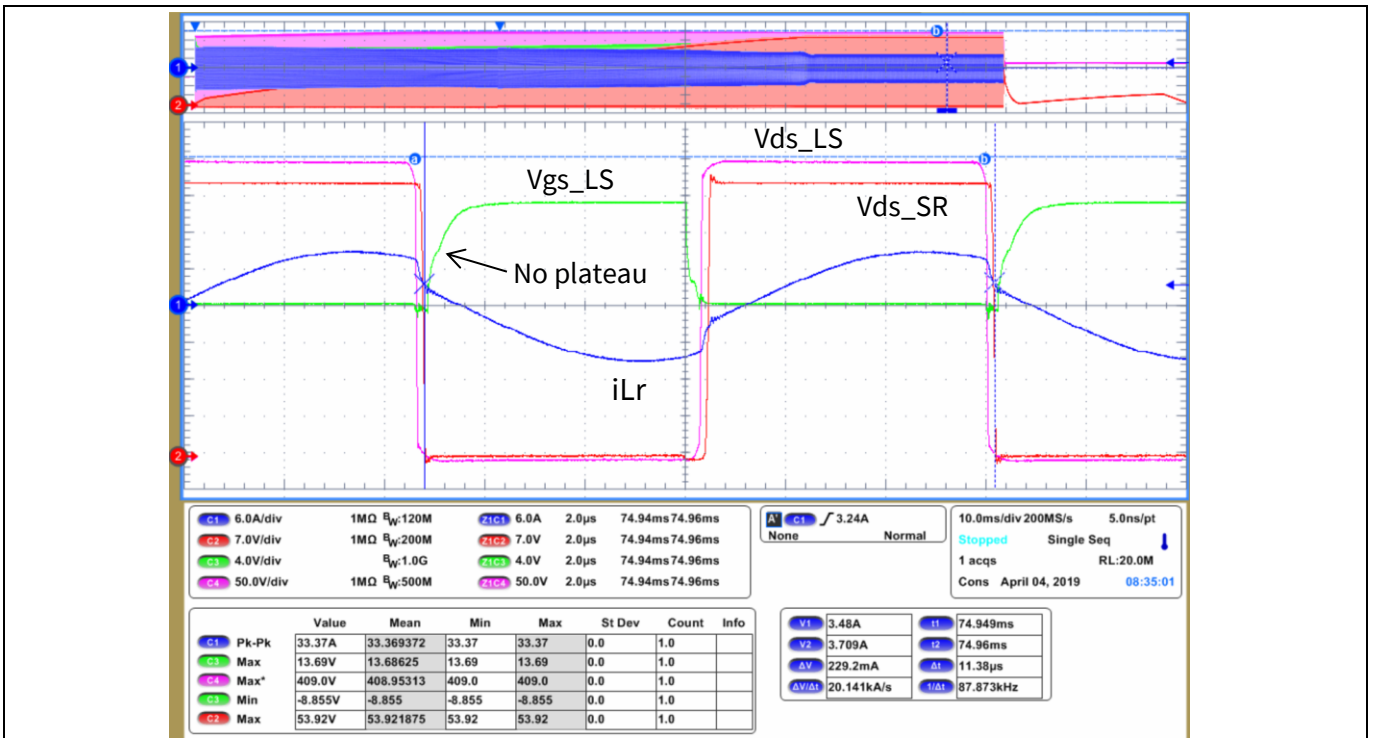 b
1
2
Vds_LS
a
b
Vgs_LS
Vds_SR
No plateau
1
iLr
2
C1 6.0A/div 1MΩ BW:120M Z1C1 6.0A 2.0µs 74.94ms 74.96ms
C2 7.0V/div 1MΩ BW:200M Z1C2 7.0V 2.0µs 74.94ms 74.96ms
C3 4.0V/div BW:1.0G Z1C3 4.0V 2.0µs 74.94ms 74.96ms
C4 50.0V/div 1MΩ BW:500M Z1C4 50.0V 2.0µs 74.94ms 74.96ms
A' C1 3.24A
None Normal
10.0ms/div 200MS/s 5.0ns/pt
Stopped Single Seq
1 acqs RL:20.0M
Cons April 04, 2019 08:35:01
Value Mean Min Max St Dev Count Info
C1 Pk-Pk 33.37A 33.369372 33.37 33.37 0.0 1.0
C3 Max 13.69V 13.68625 13.69 13.69 0.0 1.0
C4 Max* 409.0V 408.95313 409.0 409.0 0.0 1.0
C3 Min -8.855V -8.855 -8.855 -8.855 0.0 1.0
C2 Max 53.92V 53.921875 53.92 53.92 0.0 1.0
V1 3.48A t1 74.949ms
V2 3.709A t2 74.96ms
ΔV 229.2mA Δt 11.38µs
ΔV/Δt 20.141kA/s 1/Δt 87.873kHz